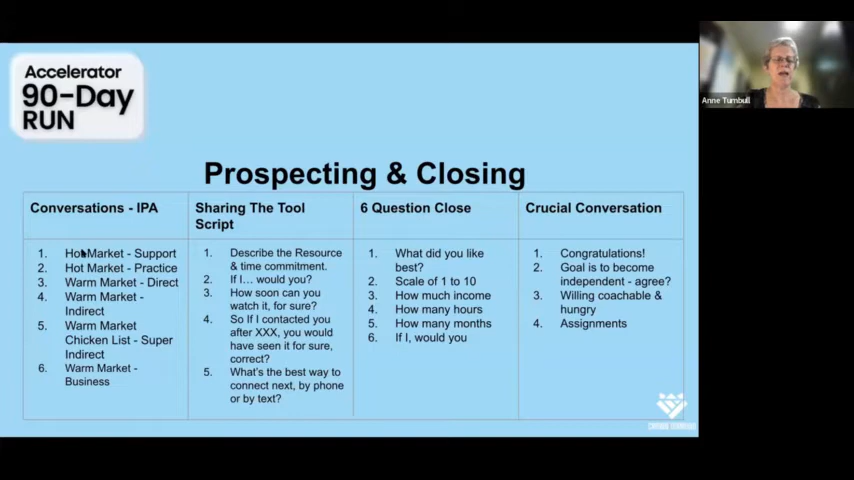 Accelerator
90-Day
RUN
Anne Turnbull
Prospecting & Closing
Conversations - IPA
1. Hot Market - Support
2. Hot Market - Practice
3. Warm Market - Direct
4. Warm Market -
Indirect
5. Warm Market
Chicken List - Super
Indirect
6. Warm Market -
Business
Sharing The Tool
Script
1. Describe the Resource
& time commitment.
2. If I... would you?
3. How soon can you
watch it, for sure?
4. So If I contacted you
after XXX, you would
have seen it for sure,
correct?
5. What's the best way to
connect next, by phone
or by text?
6 Question Close
1. What did you like
best?
2. Scale of 1 to 10
3. How much income
4. How many hours
5. How many months
6. If I, would you
Crucial Conversation
1. Congratulations!
2. Goal is to become
independent - agree?
3. Willing coachable &
hungry
4. Assignments